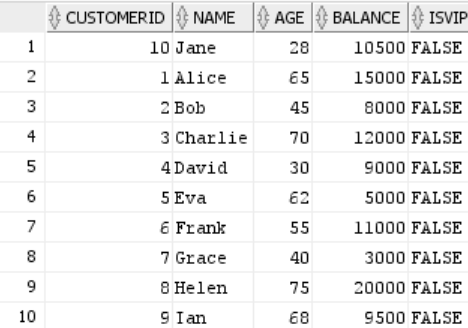 CUSTOMERID NAME AGE BALANCE ISVIP
1 10 Jane 28 10500 FALSE
2 1 Alice 65 15000 FALSE
3 2 Bob 45 8000 FALSE
4 3 Charlie 70 12000 FALSE
5 4 David 30 9000 FALSE
6 5 Eva 62 5000 FALSE
7 6 Frank 55 11000 FALSE
8 7 Grace 40 3000 FALSE
9 8 Helen 75 20000 FALSE
10 9 Ian 68 9500 FALSE